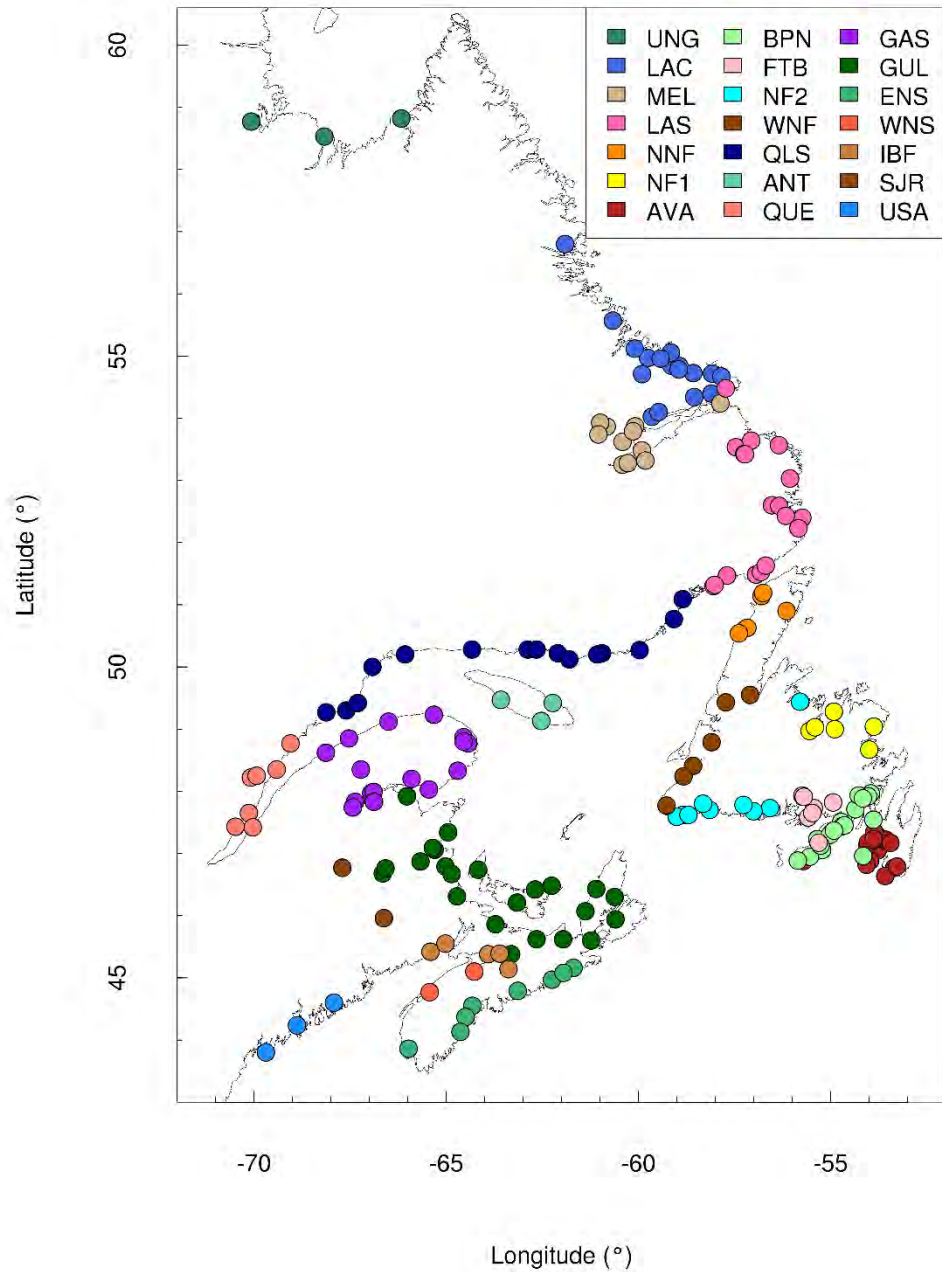 60
UNG BPN GAS
LAC FTB GUL
MEL NF2 ENS
LAS WNF WNS
NNF QLS IBF
NF1 ANT SJR
AVA QUE USA
55
Latitude (°)
50
45
-70 -65 -60 -55
Longitude (°)